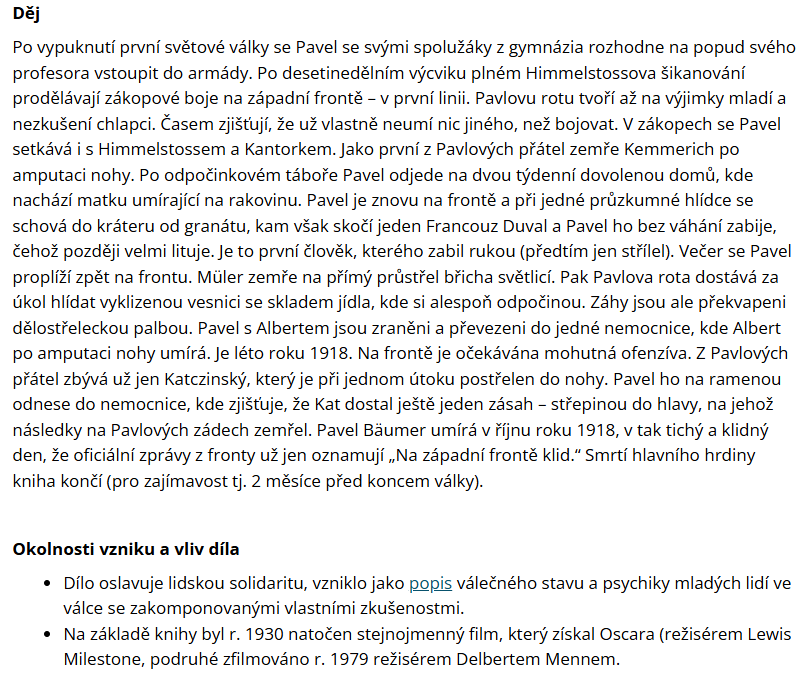 Děj
Po vypuknutí první světové války se Pavel se svými spolužáky z gymnázia rozhodne na popud svého
profesora vstoupit do armády. Po desetinedělním výcviku plném Himmelstossova šikanování
prodělávají zákopové boje na západní frontě – v první linii. Pavlovu rotu tvoří až na výjimky mladí a
nezkušení chlapci. Časem zjišťují, že už vlastně neumí nic jiného, než bojovat. V zákopech se Pavel
setkává i s Himmelstossem a Kantorkem. Jako první z Pavlových přátel zemře Kemmerich po
amputaci nohy. Po odpočinkovém táboře Pavel odjede na dvou týdenní dovolenou domů, kde
nachází matku umírající na rakovinu. Pavel je znovu na frontě a při jedné průzkumné hlídce se
schová do kráteru od granátu, kam však skočí jeden Francouz Duval a Pavel ho bez váhání zabije,
čehož později velmi lituje. Je to první člověk, kterého zabil rukou (předtím jen střílel). Večer se Pavel
proplíží zpět na frontu. Müler zemře na přímý průstřel břicha světlicí. Pak Pavlova rota dostává za
úkol hlídat vyklizenou vesnici se skladem jídla, kde si alespoň odpočinou. Záhy jsou ale překvapeni
dělostřeleckou palbou. Pavel s Albertem jsou zraněni a převezeni do jedné nemocnice, kde Albert
po amputaci nohy umírá. Je léto roku 1918. Na frontě je očekávána mohutná ofenzíva. Z Pavlových
přátel zbývá už jen Katczinský, který je při jednom útoku postřelen do nohy. Pavel ho na ramenou
odnese do nemocnice, kde zjišťuje, že Kat dostal ještě jeden zásah – střepinou do hlavy, na jehož
následky na Pavlových zádech zemřel. Pavel Bäumer umírá v říjnu roku 1918, v tak tichý a klidný
den, že oficiální zprávy z fronty už jen oznamují „Na západní frontě klid.“ Smrtí hlavního hrdiny
kniha končí (pro zajímavost tj. 2 měsíce před koncem války).
Okolnosti vzniku a vliv díla
• Dílo oslavuje lidskou solidaritu, vzniklo jako popis válečného stavu a psychiky mladých lidí ve
válce se zakomponovanými vlastními zkušenostmi.
• Na základě knihy byl r. 1930 natočen stejnojmenný film, který získal Oscara (režisérem Lewis
Milestone, podruhé zfilmováno r. 1979 režisérem Delbertem Mennem.